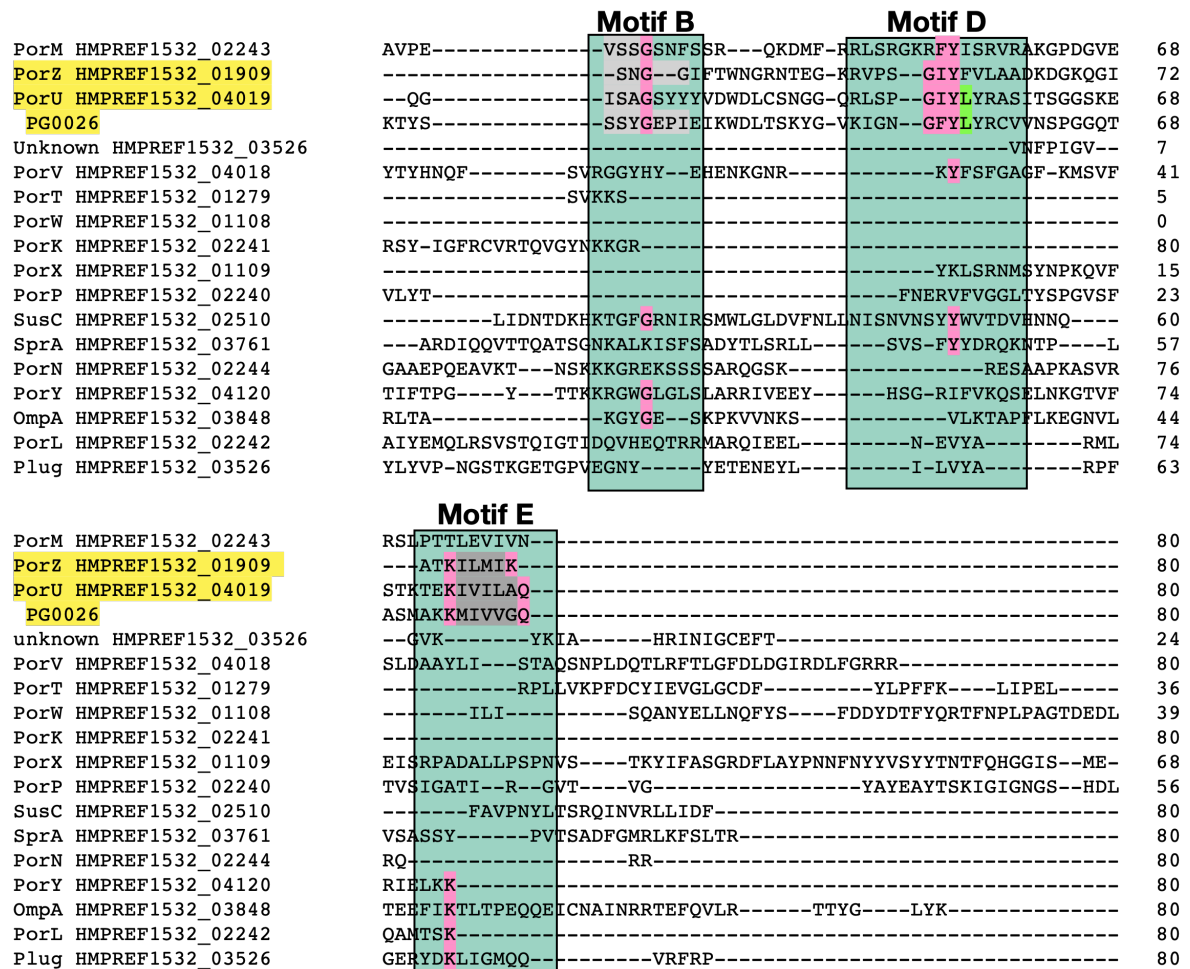 Motif B Motif D
PorM HMPREF1532_02243 AVPE--------------VSSGSNFSSR---QKDMF-RRLSRGKRFYISRVRAKGPDGVE 68
PorZ HMPREF1532_01909 -------------------SNG--GIFTWNGRNTEG-KRVPS--GIYFVLAADKDGKQGI 72
PorU HMPREF1532_04019 --QG--------------ISAGSYYYVDWDLCSNGG-QRLSP--GIYLYRASITSGGSKE 68
PG0026 KTYS--------------SSYGEPIEIKWDLTSKYG-VKIGN--GFYLYRCVVNSPGGQT 68
Unknown HMPREF1532_03526 ---------------------------------------------------VNFPIGV-- 7
PorV HMPREF1532_04018 YTYHNQF--------SVRGGYHY--EHENKGNR------------KYFSFGAGF-KMSVF 41
PorT HMPREF1532_01279 ---------------SVKKS---------------------------------------- 5
PorW HMPREF1532_01108 ------------------------------------------------------------ 0
PorK HMPREF1532_02241 RSY-IGFRCVRTQVGYNKKGR--------------------------------------- 80
PorX HMPREF1532_01109 ---------------------------------------------YKLSRNMSYNPKQVF 15
PorP HMPREF1532_02240 VLYT--------------------------------------FNERVFVGGLTYSPGVSF 23
SusC HMPREF1532_02510 ---------LIDNTDKHKTGFGRNIRSMWLGLDVFNLLNISNVNSYYWVTDVHNNQ---- 60
SprA HMPREF1532_03761 ---ARDIQQVTTQATSGNKALKISFSADYTLSRLL------SVS-FYYDRQKNTP----L 57
PorN HMPREF1532_02244 GAAEPQEAVKT---NSKKKGREKSSSSSARQGSK---------------RESAAPKASVR 76
PorY HMPREF1532_04120 TIFTPG----Y---TTKKRGWGLGLSLARRIVEEY------HSG-RIFVKQSELNKGTVF 74
OmpA HMPREF1532_03848 RLTA--------------KGYGE--SKPKVVNKS------------VLKTAPFLKEGNVL 44
PorL HMPREF1532_02242 AIYEMQLRSVSTQIGTIDQVHEQTRRMARQIEEL---------N-EVYA--------RML 74
Plug HMPREF1532_03526 YLYVP-NGSTKGETGPVEGNY-----YETENEYL---------I-LVYA--------RPF 63
Motif E
PorM HMPREF1532_02243 RSLPTTLEVIVN------------------------------------------------ 80
PorZ HMPREF1532_01909 ---ATKILMIK------------------------------------------------- 80
PorU HMPREF1532_04019 STKTEKIVILAQ------------------------------------------------ 80
PG0026 ASMAKKMIVVGQ------------------------------------------------ 80
unknown HMPREF1532_03526 --GVK-------YKIA------HRINIGCEFT---------------------------- 24
PorV HMPREF1532_04018 SLDAAYLI---STAQSNPLDQTLRFTLGFDLDGIRDLFGRRR------------------ 80
PorT HMPREF1532_01279 -----------RPLLVKPFDCYIEVGLGCDF---------YLPFFK----LIPEL----- 36
PorW HMPREF1532_01108 -------ILI----------SQANYELLNQFYS----FDDYDTFYQRTFNPLPAGTDEDL 39
PorK HMPREF1532_02241 ------------------------------------------------------------ 80
PorX HMPREF1532_01109 EISRPADALLPSPNVS----TKYIFASGRDFLAYPNNFNYYVSYYTNTFQHGGIS--ME- 68
PorP HMPREF1532_02240 TVSIGATI--R--GVT----VG-----------------YAYEAYTSKIGIGNGS--HDL 56
SusC HMPREF1532_02510 -------FAVPNYLTSRQINVRLLIDF--------------------------------- 80
SprA HMPREF1532_03761 VSASSY------PVTSADFGMRLKFSLTR------------------------------- 80
PorN HMPREF1532_02244 RQ------------------RR-------------------------------------- 80
PorY HMPREF1532_04120 RIELKK------------------------------------------------------ 80
OmpA HMPREF1532_03848 TEEFIKTLTPEQQEICNAINRRTEFQVLR------TTYG----LYK-------------- 80
PorL HMPREF1532_02242 QAMTSK------------------------------------------------------ 80
Plug HMPREF1532_03526 GERYDKLIGMQQ----------VRFRP--------------------------------- 80